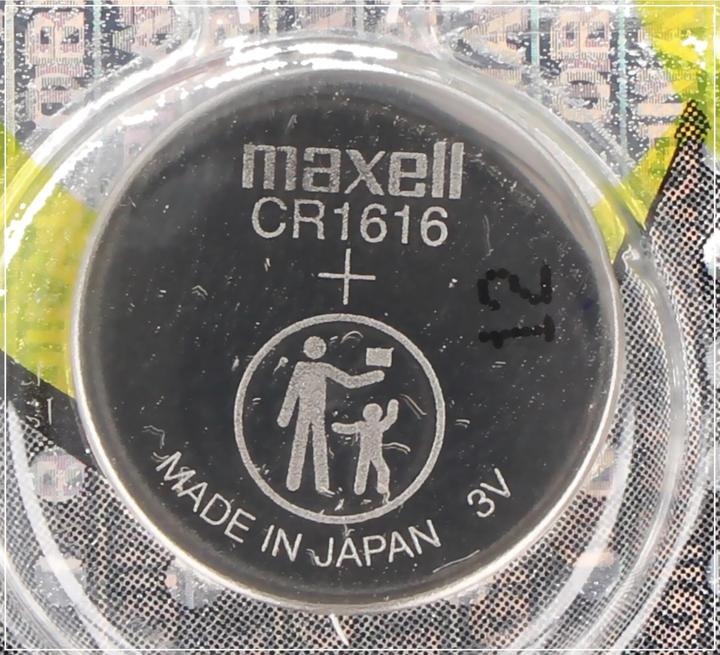 maxell
CR1616
+
12
MADE IN JAPAN 3V